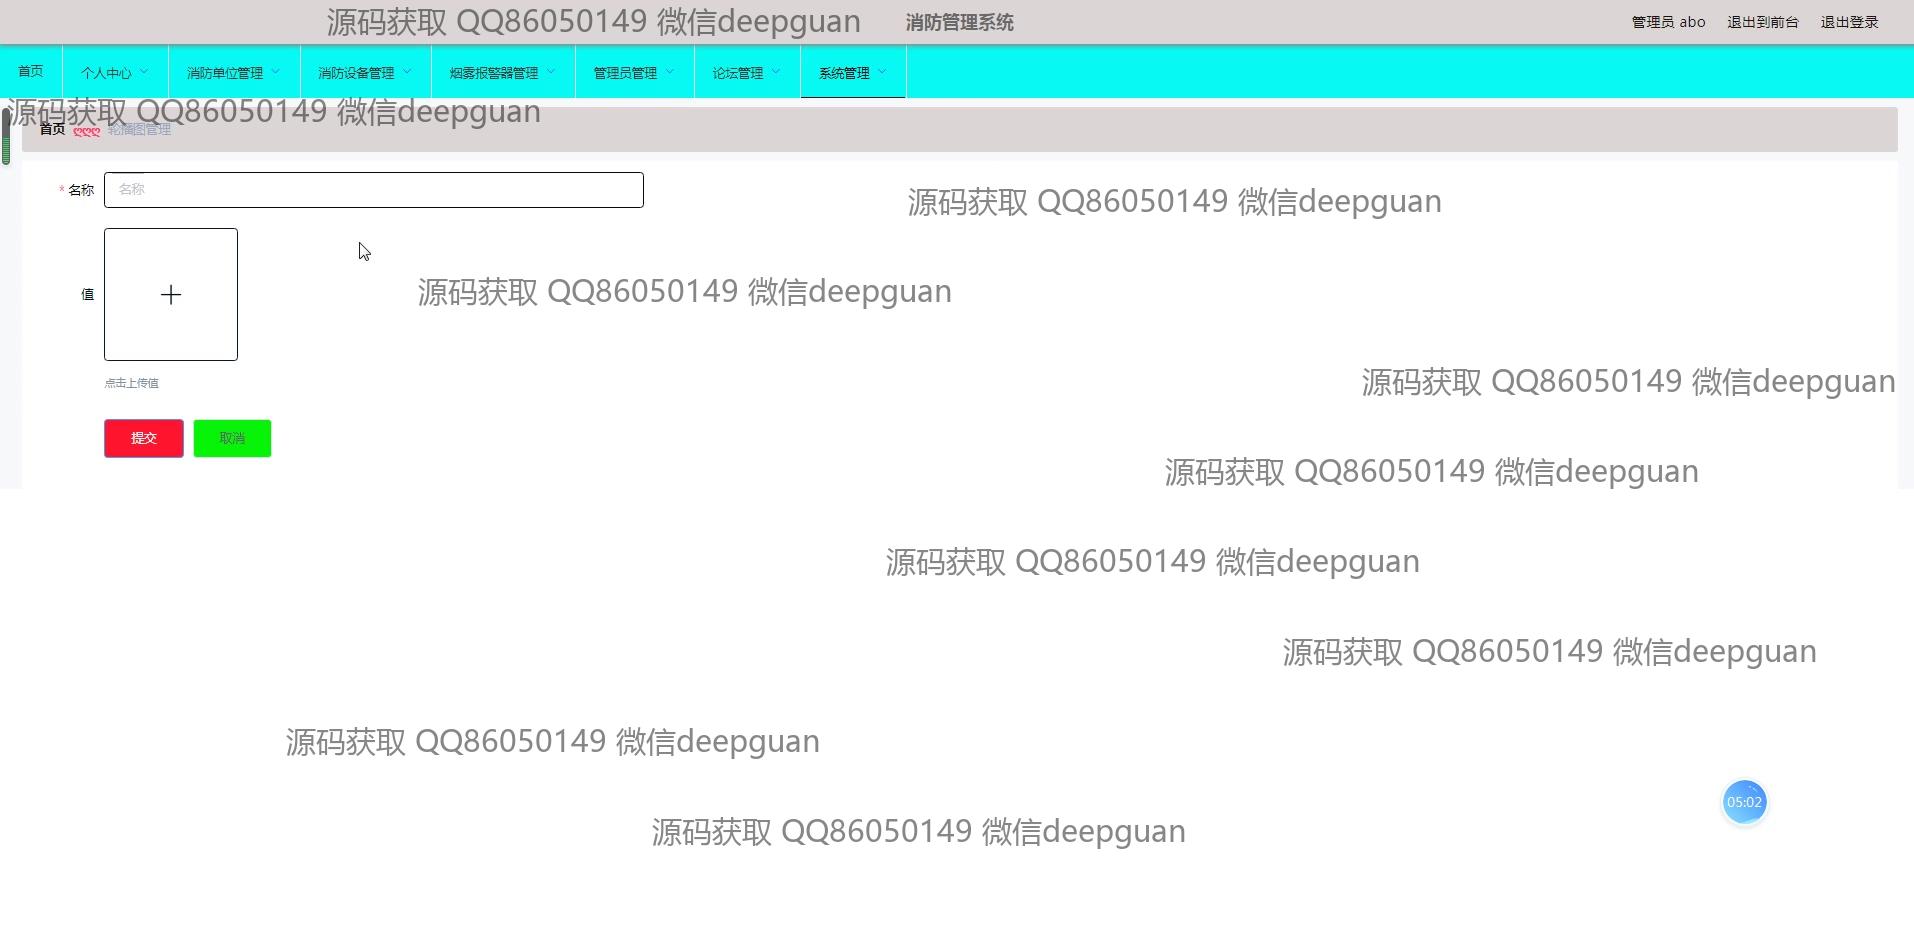 源码获取 QQ86050149 微信deepguan
消防管理系统
管理员 abo
退出到前台
退出登录
首页
个人中心
消防单位管理
消防设备管理
烟雾报警器管理
管理员管理
论坛管理
系统管理
源码获取 QQ86050149 微信deepguan
首页 ღღღ 轮播图管理
* 名称
名称
源码获取 QQ86050149 微信deepguan
源码获取 QQ86050149 微信deepguan
值
点击上传值
源码获取 QQ86050149 微信deepguan
提交
取消
源码获取 QQ86050149 微信deepguan
源码获取 QQ86050149 微信deepguan
源码获取 QQ86050149 微信deepguan
源码获取 QQ86050149 微信deepguan
05:02
源码获取 QQ86050149 微信deepguan